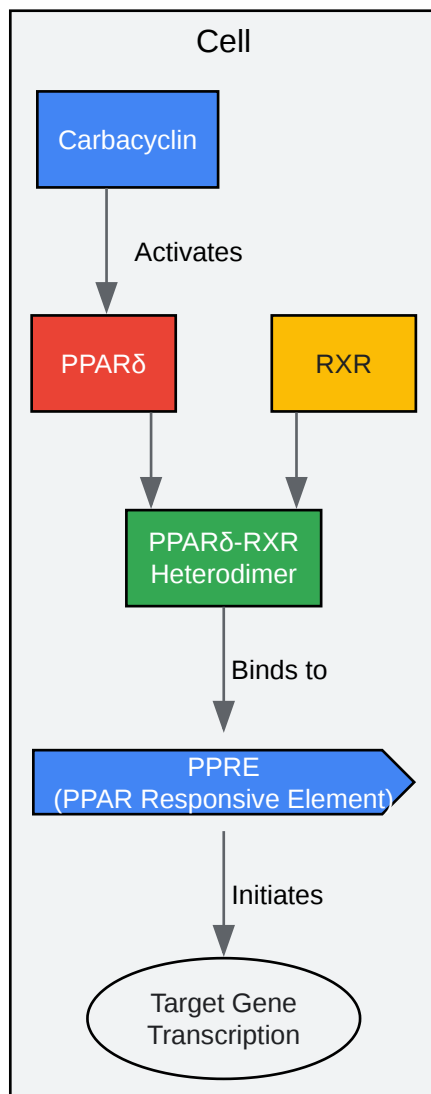 Cell
Carbacyclin
Activates
PPARδ
RXR
PPARδ-RXR
Heterodimer
Binds to
PPRE
(PPAR Responsive Element)
Initiates
Target Gene
Transcription